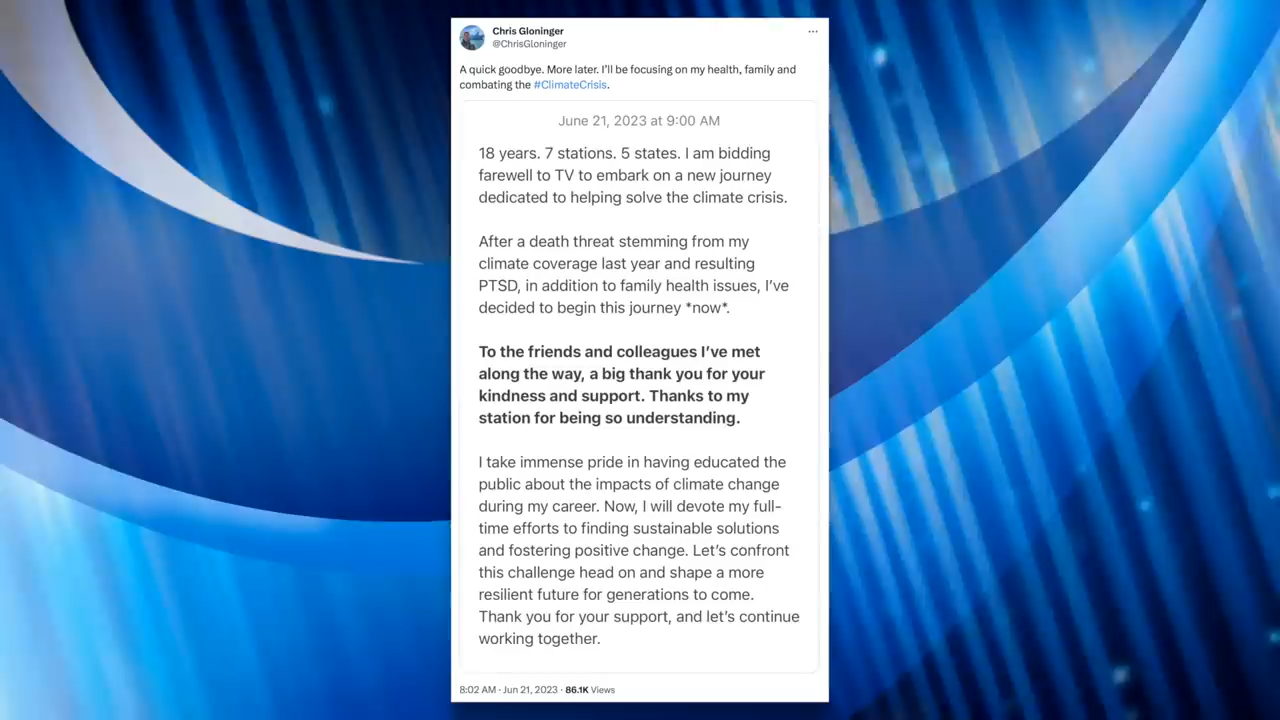 Chris Gloninger
@ChrisGloninger
A quick goodbye. More later. I'll be focusing on my health, family and
combating the #ClimateCrisis.
June 21, 2023 at 9:00 AM
18 years. 7 stations. 5 states. I am bidding
farewell to TV to embark on a new journey
dedicated to helping solve the climate crisis.
After a death threat stemming from my
climate coverage last year and resulting
PTSD, in addition to family health issues, I've
decided to begin this journey *now*.
To the friends and colleagues I've met
along the way, a big thank you for your
kindness and support. Thanks to my
station for being so understanding.
I take immense pride in having educated the
public about the impacts of climate change
during my career. Now, I will devote my full-
time efforts to finding sustainable solutions
and fostering positive change. Let's confront
this challenge head on and shape a more
resilient future for generations to come.
Thank you for your support, and let's continue
working together.
8:02 AM · Jun 21, 2023 · 86.1K Views